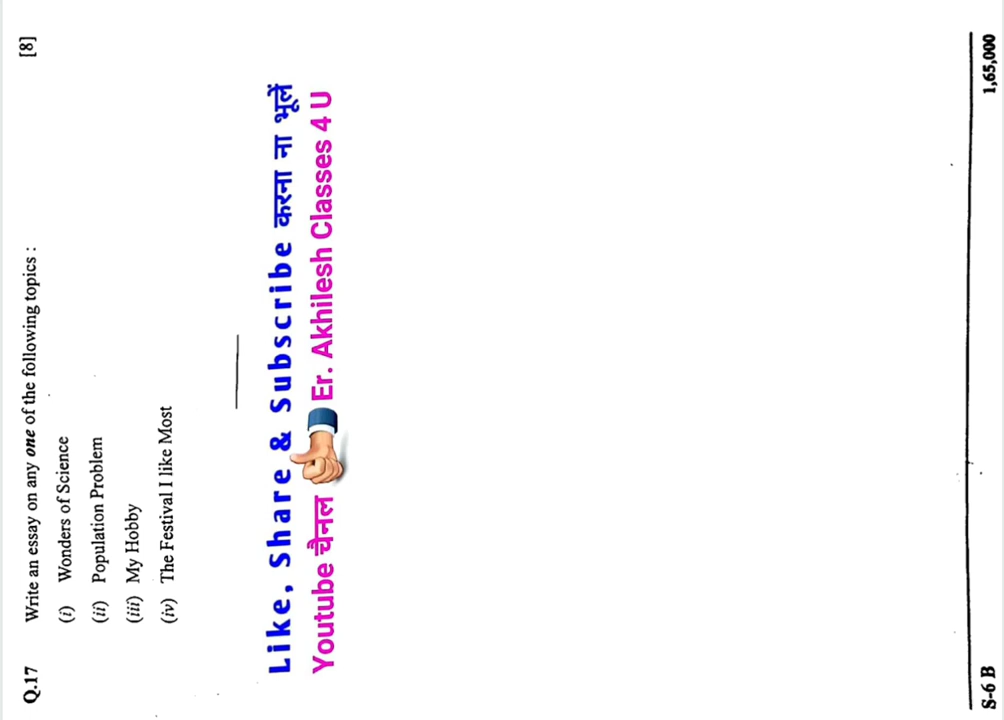 Q.17 Write an essay on any one of the following topics : [8]
(i) Wonders of Science
(ii) Population Problem
(iii) My Hobby
(iv) The Festival I like Most
Like, Share & Subscribe करना ना भूलें
Youtube चैनल Er. Akhilesh Classes 4 U
S-6 B 1,65,000